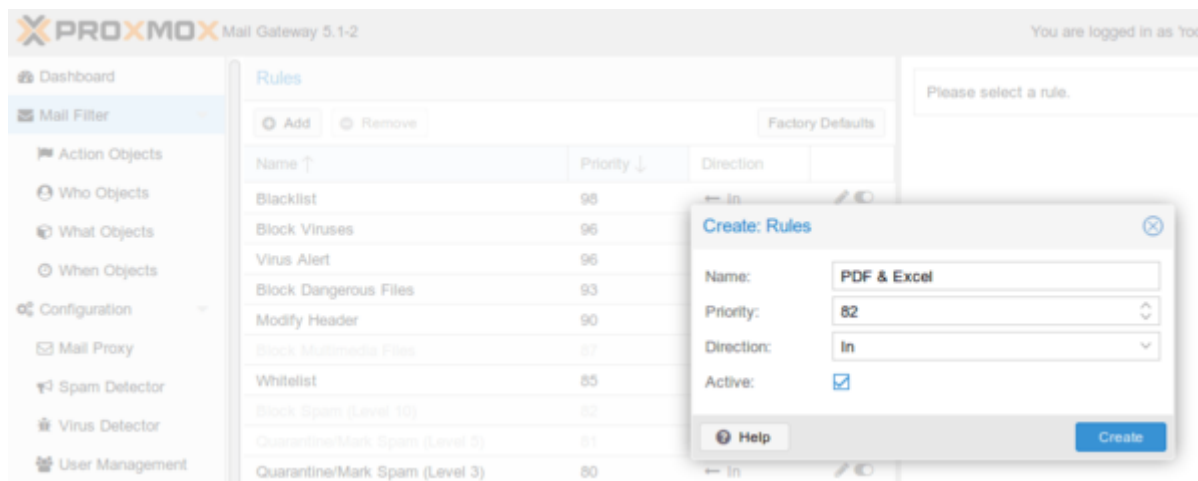 PROXMOX Mail Gateway 5.1-2
You are logged in as 'roo
Dashboard
Mail Filter
Action Objects
Who Objects
What Objects
When Objects
Configuration
Mail Proxy
Spam Detector
Virus Detector
User Management
Rules
Add Remove Factory Defaults
Name Priority Direction
Blacklist 98 In
Block Viruses 96
Virus Alert 96
Block Dangerous Files 93
Modify Header 90
Block Multimedia Files 87
Whitelist 85
Block Spam (Level 10) 82
Quarantine/Mark Spam (Level 5) 81
Quarantine/Mark Spam (Level 3) 80 In
Please select a rule.
Create: Rules
Name: PDF & Excel
Priority: 82
Direction: In
Active:
Help Create